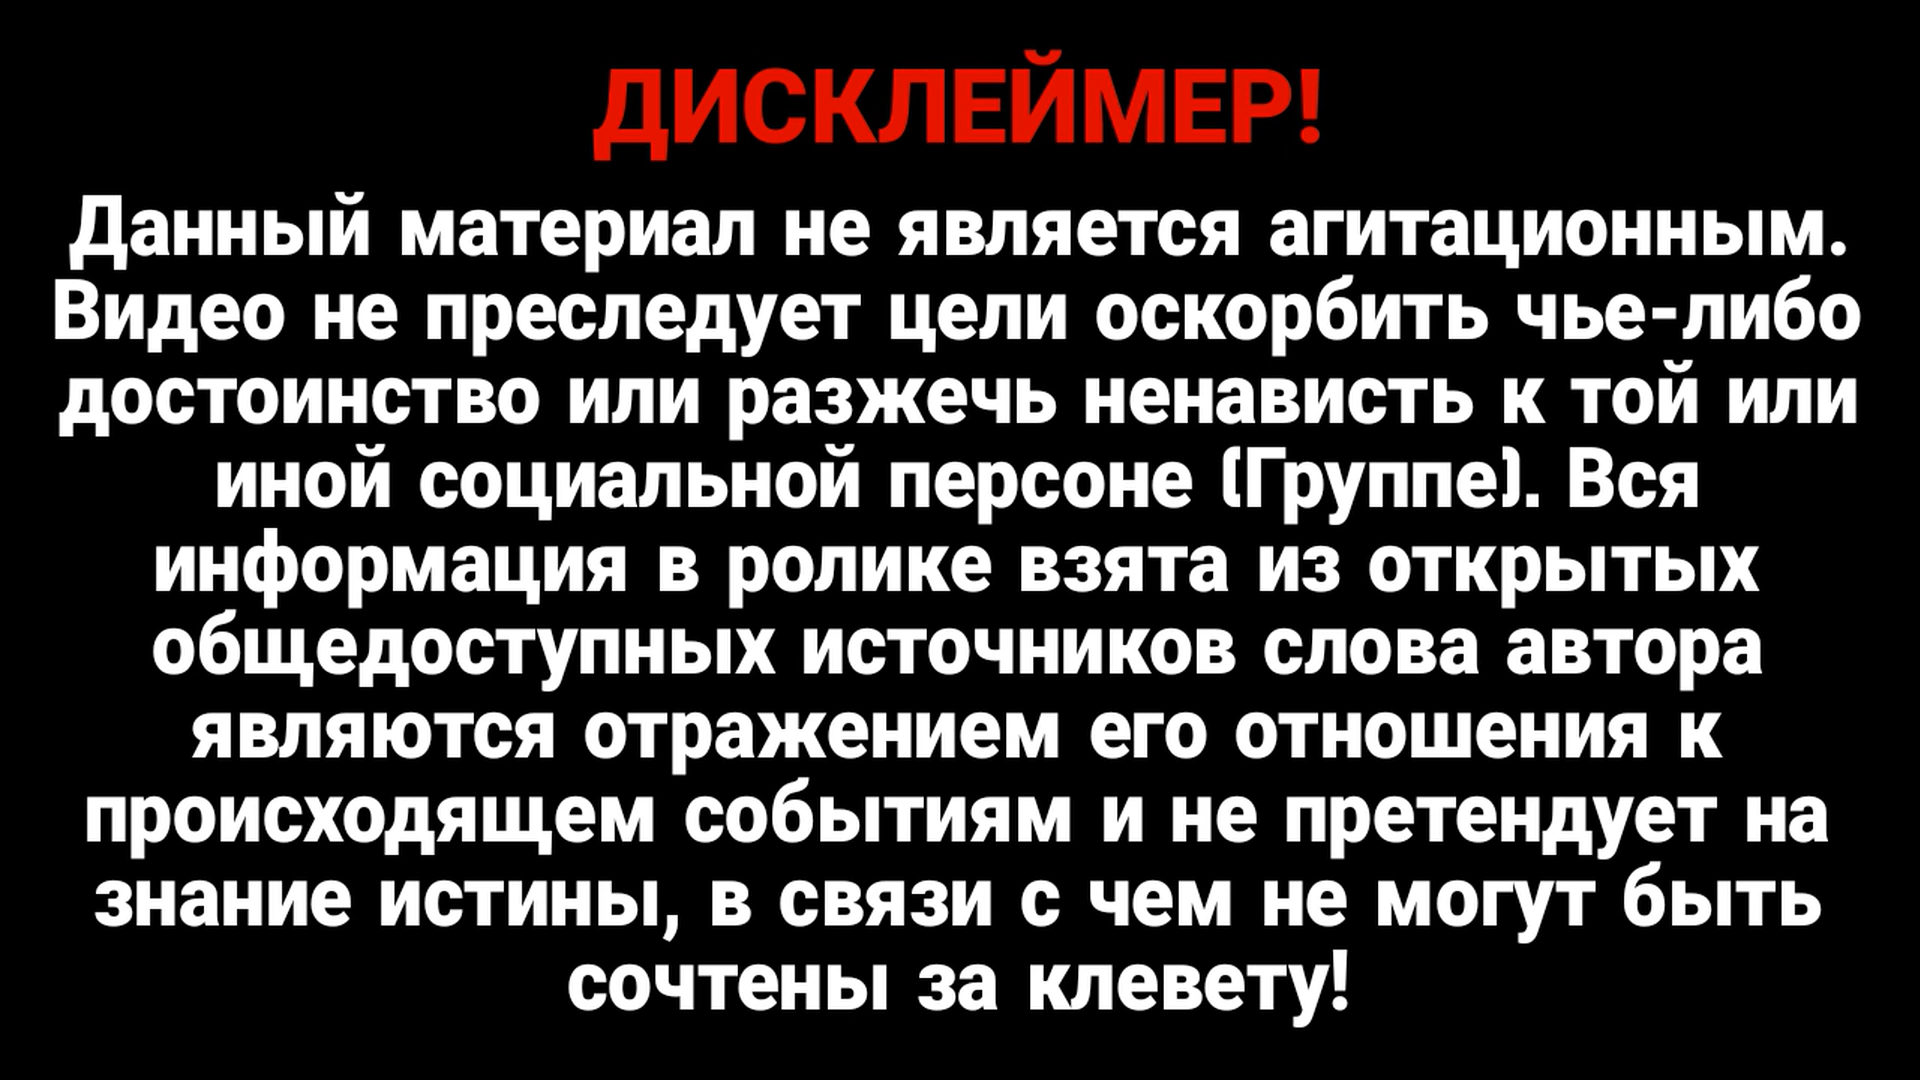 ДИСКЛЕЙМЕР!
Данный материал не является агитационным.
Видео не преследует цели оскорбить чье-либо
достоинство или разжечь ненависть к той или
иной социальной персоне (Группе). Вся
информация в ролике взята из открытых
общедоступных источников слова автора
являются отражением его отношения к
происходящем событиям и не претендует на
знание истины, в связи с чем не могут быть
сочтены за клевету!